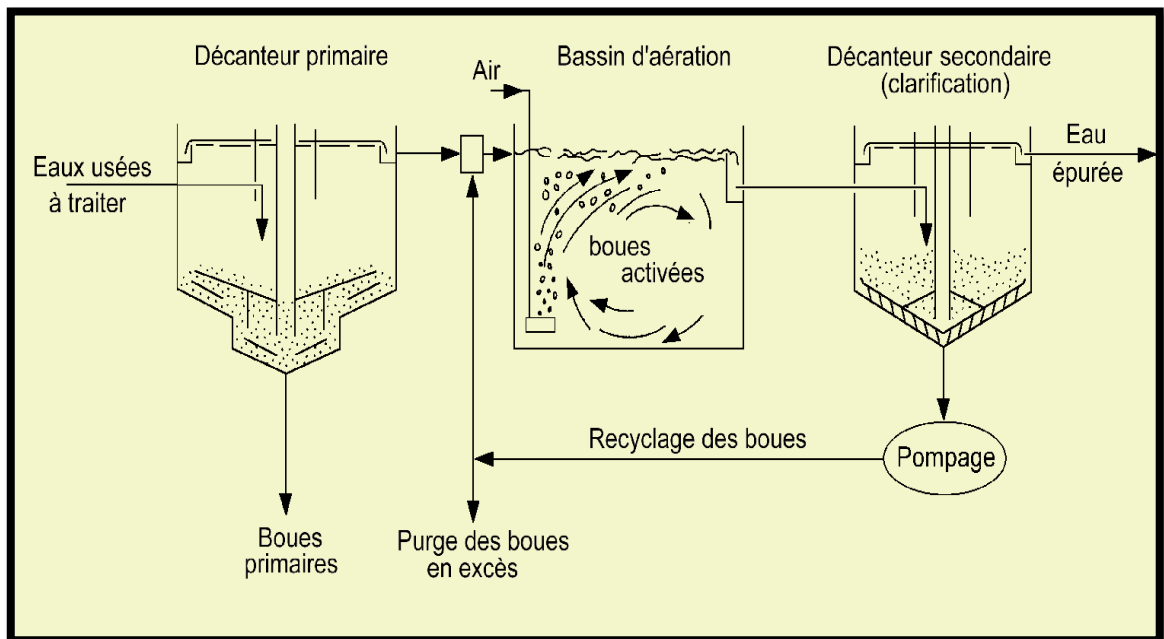 Décanteur primaire
Air
Bassin d'aération
Décanteur secondaire
(clarification)
Eaux usées
à traiter
Eau
épurée
boues
activées
Recyclage des boues
Pompage
Boues
primaires
Purge des boues
en excès